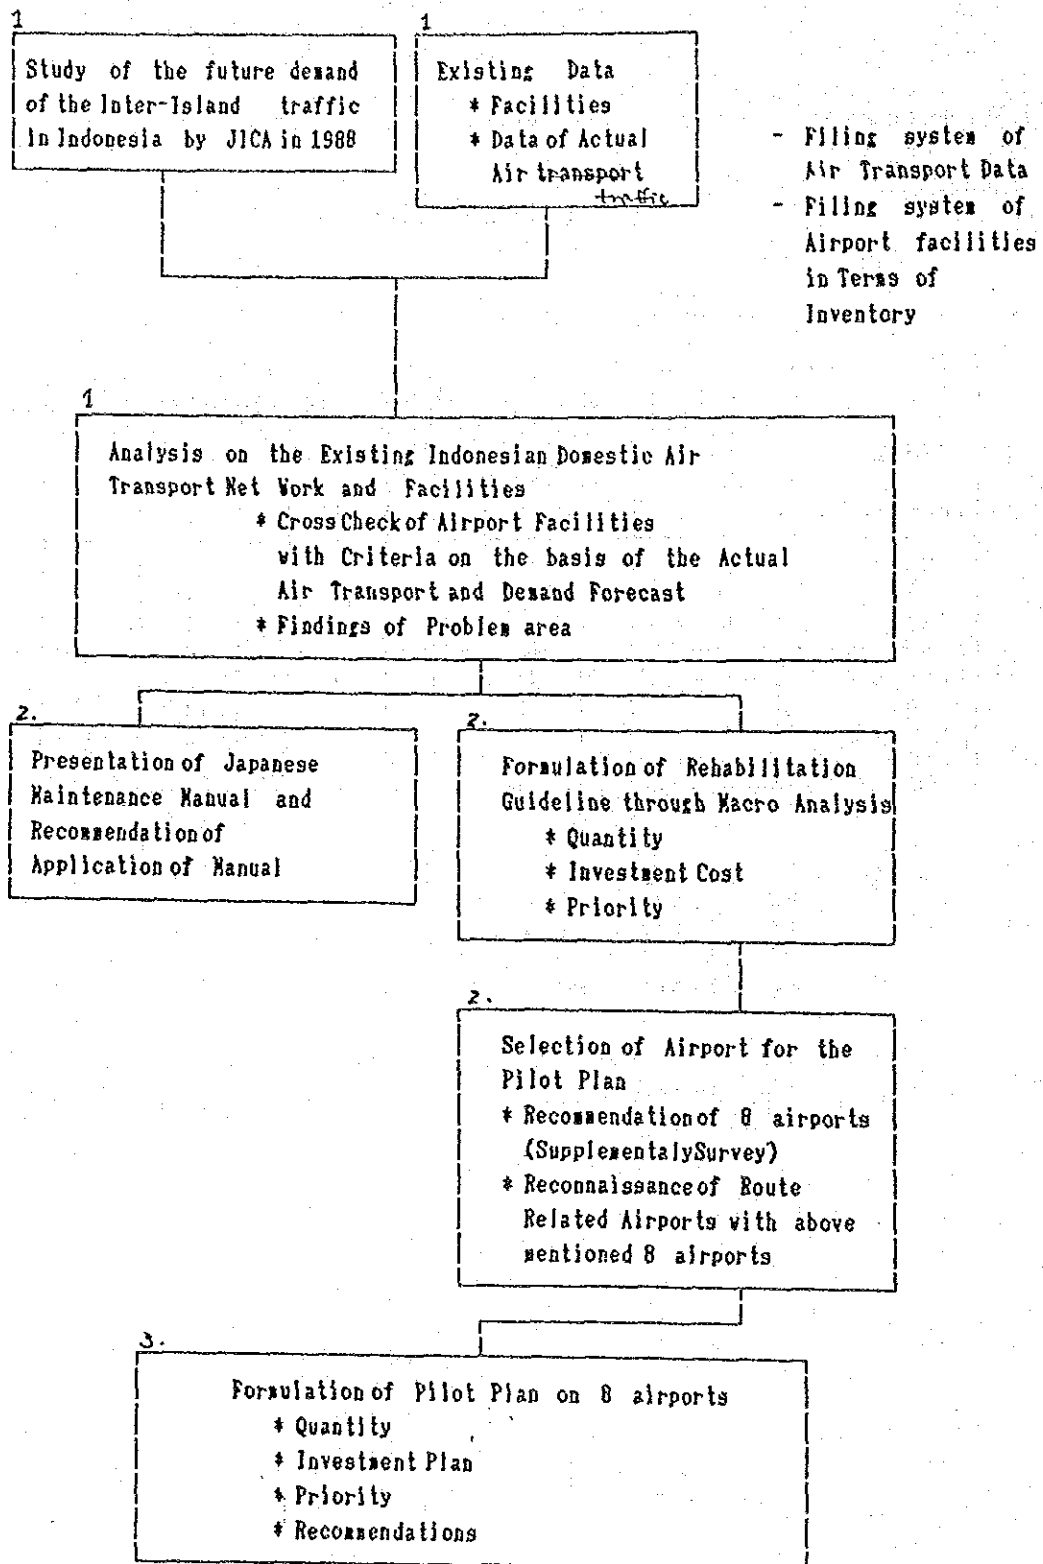 1
Study of the future demand
of the Inter-Island traffic
in Indonesia by JICA in 1988
1
Existing Data
* Facilities
* Data of Actual
Air transport
traffic
- Filing system of
Air Transport Data
- Filing system of
Airport facilities
in Terms of
Inventory
1
Analysis on the Existing Indonesian Domestic Air
Transport Net Work and Facilities
* Cross Check of Airport Facilities
with Criteria on the basis of the Actual
Air Transport and Demand Forecast
* Findings of Problem area
2.
Presentation of Japanese
Maintenance Manual and
Recommendation of
Application of Manual
2.
Formulation of Rehabilitation
Guideline through Macro Analysis
* Quantity
* Investment Cost
* Priority
2.
Selection of Airport for the
Pilot Plan
* Recommendation of 8 airports
(Supplementaly Survey)
* Reconnaissance of Route
Related Airports with above
mentioned 8 airports
3.
Formulation of Pilot Plan on 8 airports
* Quantity
* Investment Plan
* Priority
* Recommendations